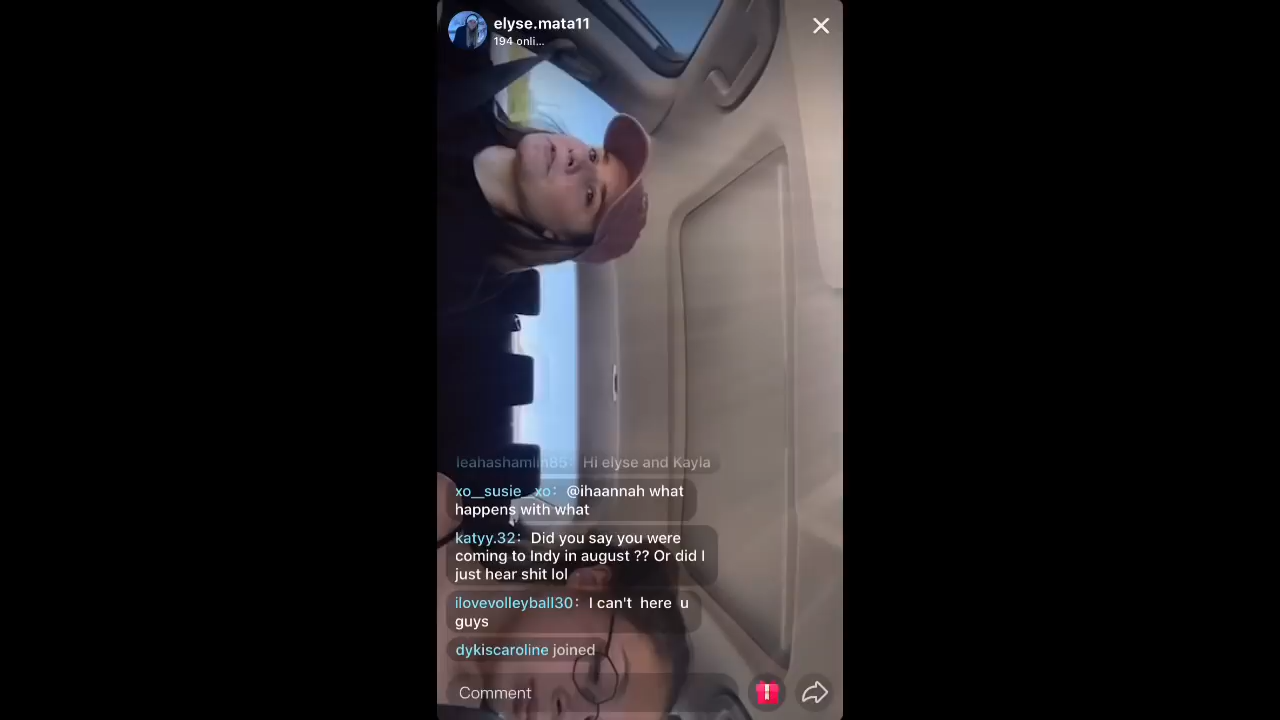 elyse.mata11
194 onli...
leahashamlin85: Hi elyse and Kayla
xo__susie__xo: @ihaannah what
happens with what
katyy.32: Did you say you were
coming to Indy in august ?? Or did I
just hear shit lol
ilovevolleyball30: I can't here u
guys
dykiscaroline joined
Comment